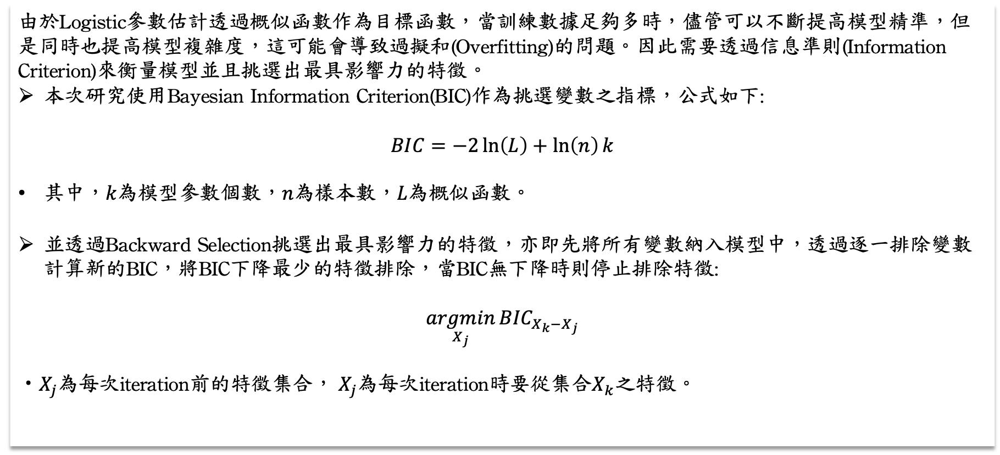 由於Logistic參數估計透過概似函數作為目標函數，當訓練數據足夠多時，儘管可以不斷提高模型精準，但
是同時也提高模型複雜度，這可能會導致過擬和(Overfitting)的問題。因此需要透過信息準則(Information
Criterion)來衡量模型並且挑選出最具影響力的特徵。
➢ 本次研究使用Bayesian Information Criterion(BIC)作為挑選變數之指標，公式如下:
BIC = −2 ln(L) + ln(n) k
• 其中，k為模型參數個數，n為樣本數，L為概似函數。
➢ 並透過Backward Selection挑選出最具影響力的特徵，亦即先將所有變數納入模型中，透過逐一排除變數
計算新的BIC，將BIC下降最少的特徵排除，當BIC無下降時則停止排除特徵:
argmin BIC_{X_k−X_j}
X_j
• X_j為每次iteration前的特徵集合， X_j為每次iteration時要從集合X_k之特徵。